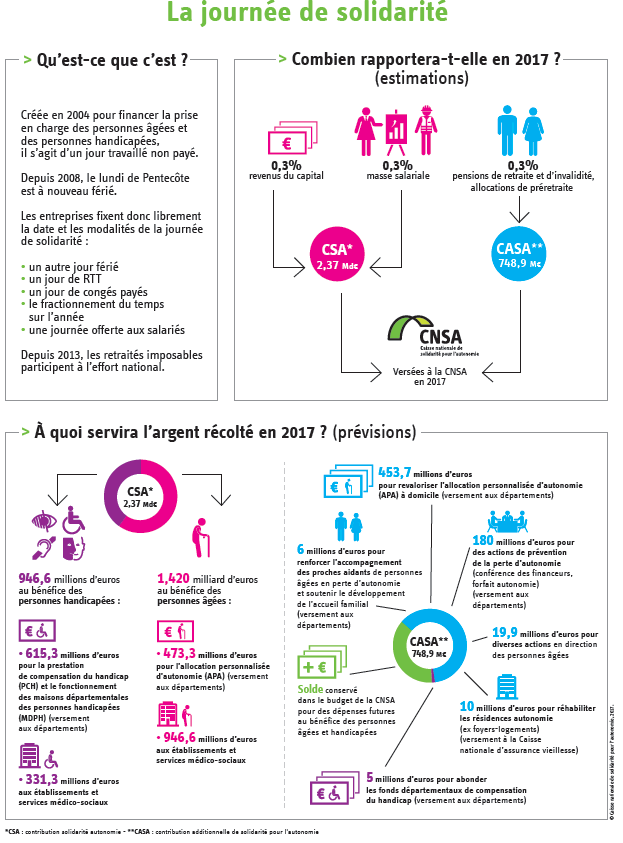 La journée de solidarité
> Qu'est-ce que c'est ?
Créée en 2004 pour financer la prise
en charge des personnes âgées et
des personnes handicapées,
il s'agit d'un jour travaillé non payé.
Depuis 2008, le lundi de Pentecôte
est à nouveau férié.
Les entreprises fixent donc librement
la date et les modalités de la journée
de solidarité :
• un autre jour férié
• un jour de RTT
• un jour de congés payés
• le fractionnement du temps
sur l'année
• une journée offerte aux salariés
Depuis 2013, les retraités imposables
participent à l'effort national.
> Combien rapportera-t-elle en 2017 ?
(estimations)
€
0,3%
revenus du capital
0,3%
masse salariale
0,3%
pensions de retraite et d'invalidité,
allocations de préretraite
CSA*
2,37 Md€
CASA**
748,9 M€
CNSA
Caisse nationale de
solidarité pour l'autonomie
Versées à la CNSA
en 2017
> À quoi servira l'argent récolté en 2017 ? (prévisions)
CSA*
2,37 Md€
946,6 millions d'euros
au bénéfice des
personnes handicapées :
€
• 615,3 millions d'euros
pour la prestation
de compensation du handicap
(PCH) et le fonctionnement
des maisons départementales
des personnes handicapées
(MDPH) (versement
aux départements)
• 331,3 millions d'euros
aux établissements et
services médico-sociaux
1,420 milliard d'euros
au bénéfice des
personnes âgées :
€
• 473,3 millions d'euros
pour l'allocation personnalisée
d'autonomie (APA) (versement
aux départements)
• 946,6 millions d'euros
aux établissements et
services médico-sociaux
€
453,7 millions d'euros
pour revaloriser l'allocation personnalisée d'autonomie
(APA) à domicile (versement aux départements)
6 millions d'euros pour
renforcer l'accompagnement
des proches aidants de personnes
âgées en perte d'autonomie
et soutenir le développement
de l'accueil familial
(versement aux
départements)
180 millions d'euros pour
des actions de prévention
de la perte d'autonomie
(conférence des financeurs,
forfait autonomie)
(versement aux
départements)
CASA**
748,9 M€
19,9 millions d'euros pour
diverses actions en direction
des personnes âgées
+ €
Solde conservé
dans le budget de la CNSA
pour des dépenses futures
au bénéfice des personnes
âgées et handicapées
10 millions d'euros pour réhabiliter
les résidences autonomie
(ex foyers-logements)
(versement à la Caisse
nationale d'assurance vieillesse)
€
5 millions d'euros pour abonder
les fonds départementaux de compensation
du handicap (versement aux départements)
© Caisse nationale de solidarité pour l'autonomie, 2017.
*CSA : contribution solidarité autonomie - **CASA : contribution additionnelle de solidarité pour l'autonomie